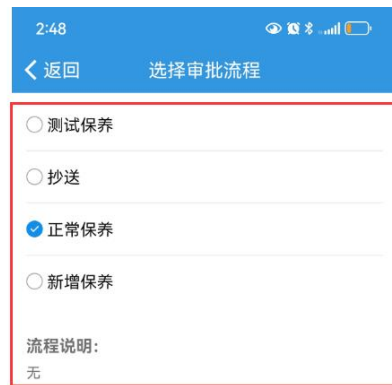 2:48
返回 选择审批流程
测试保养
抄送
正常保养
新增保养
流程说明:
无